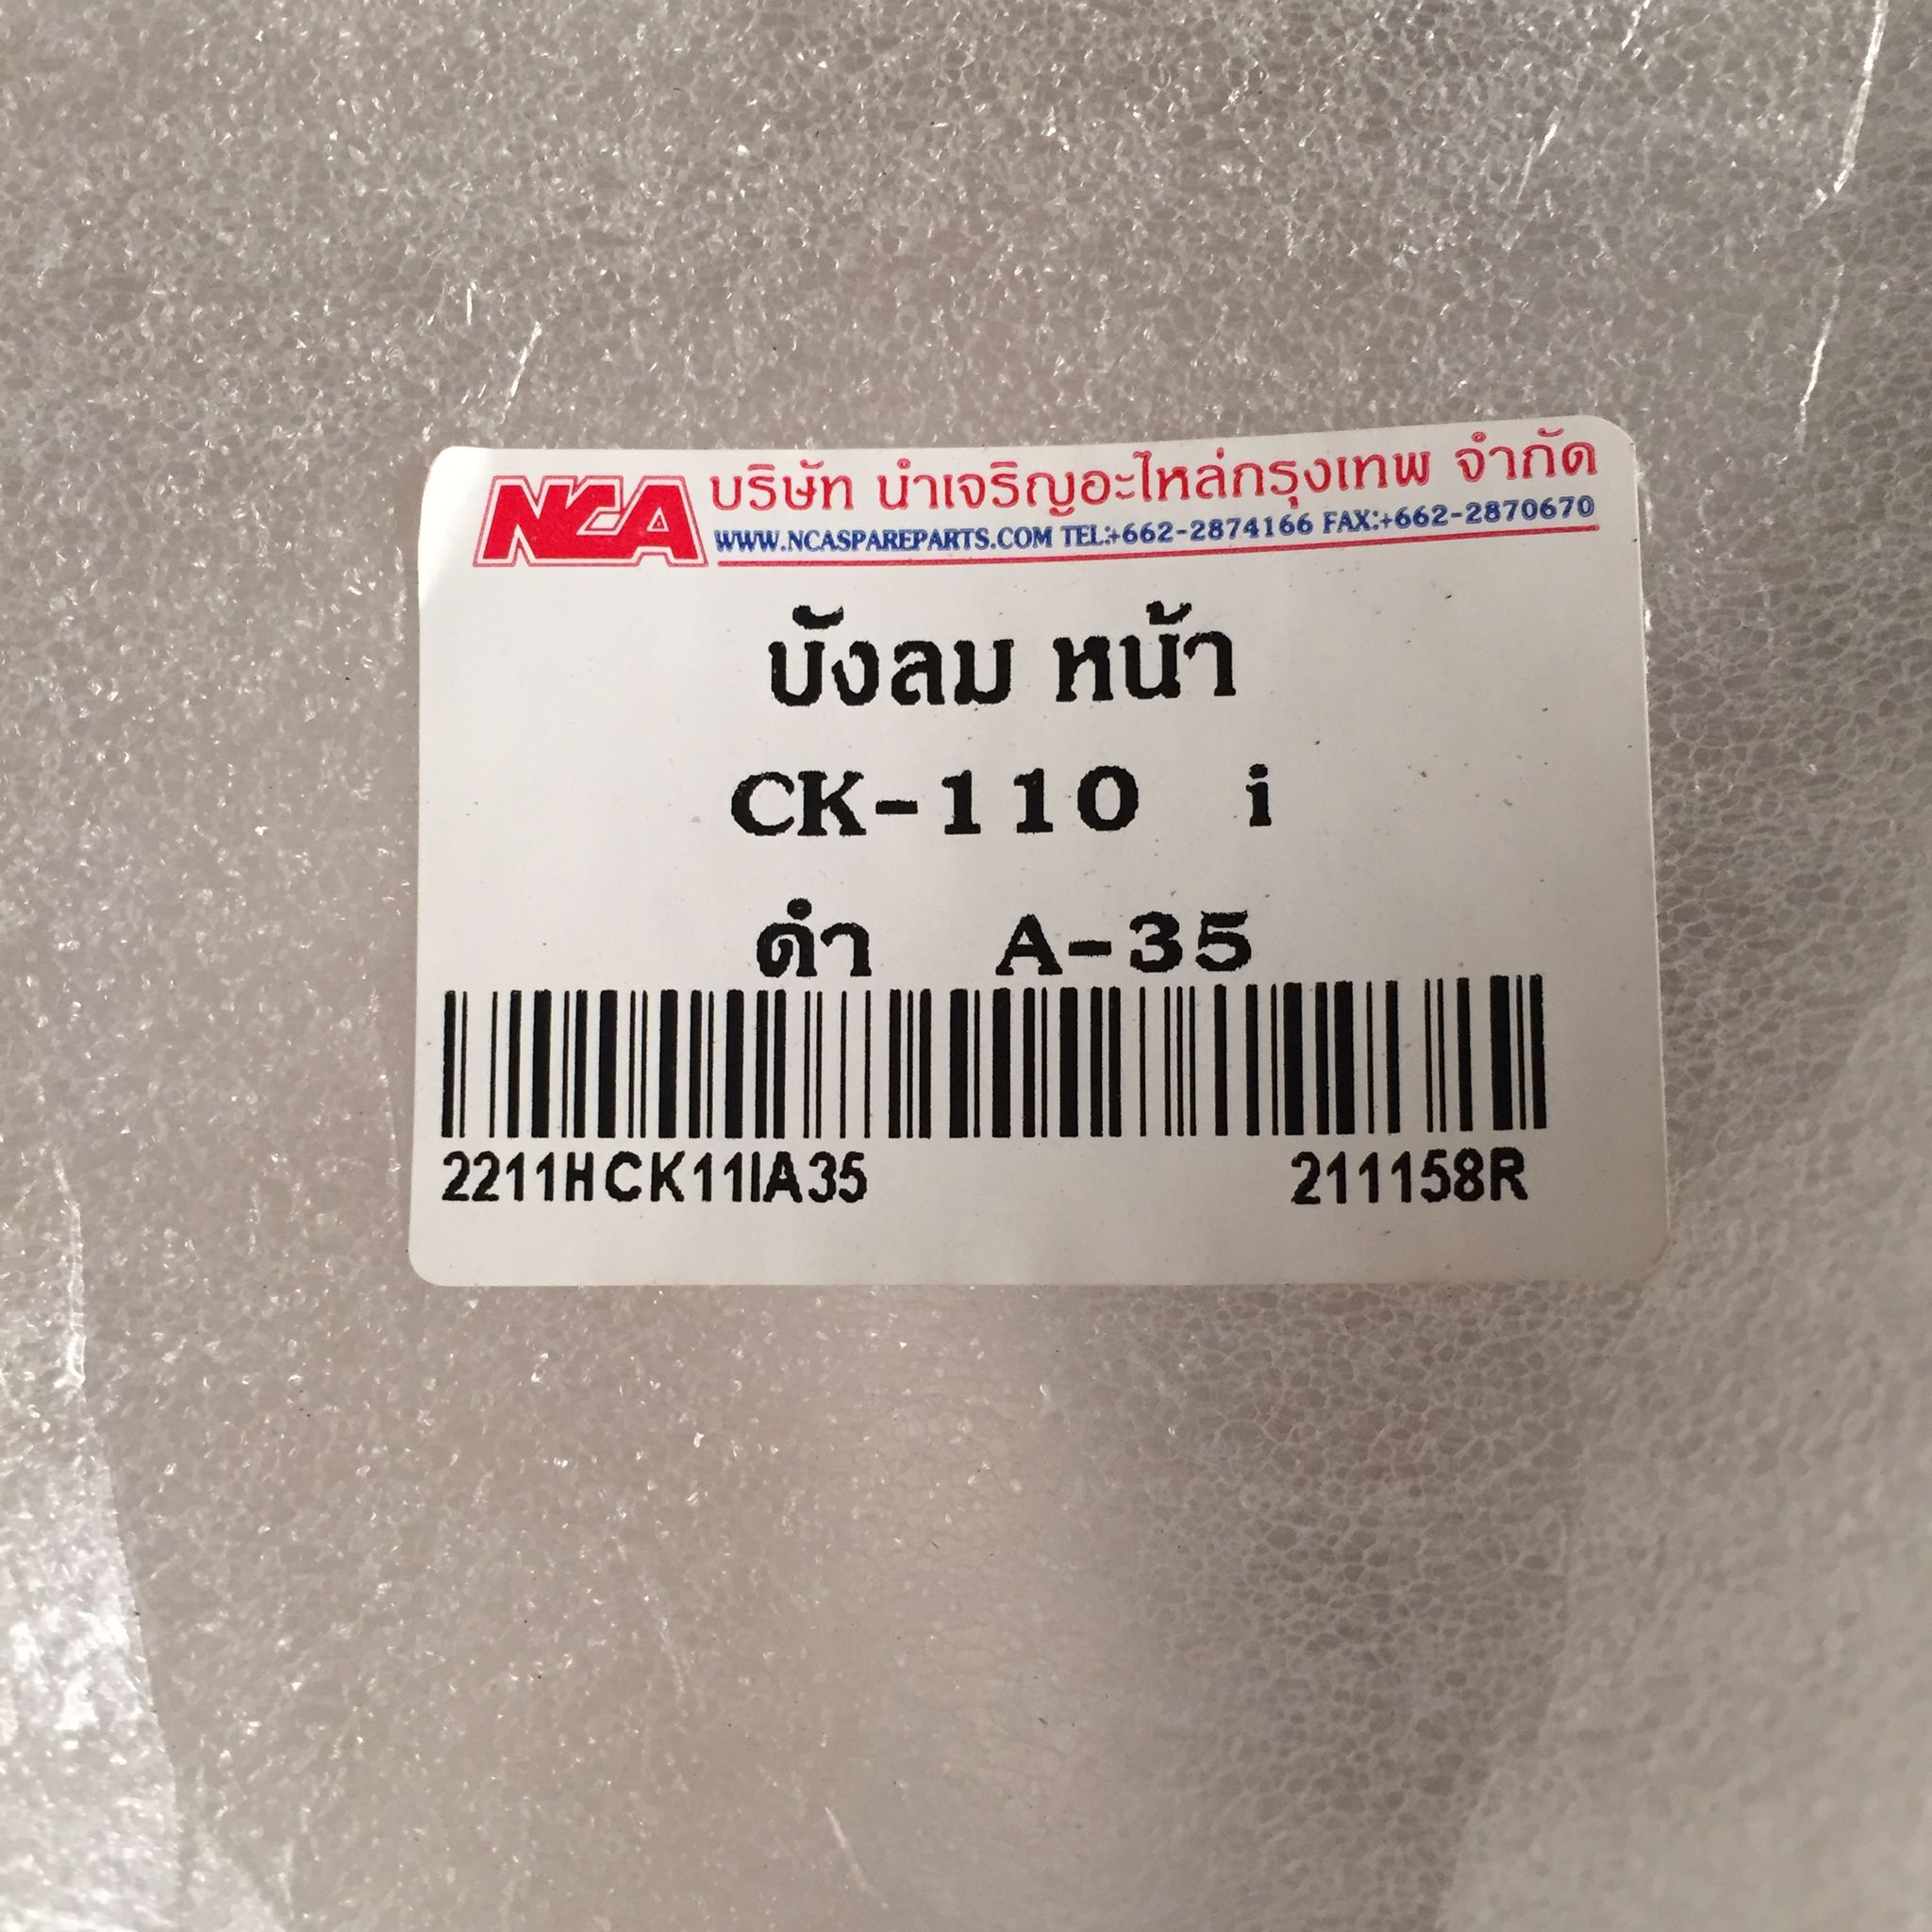 NCA บริษัท นำเจริญอะไหล่กรุงเทพ จำกัด
WWW.NCASPAREPARTS.COM TEL:+662-2874166 FAX:+662-2870670
บังลม หน้า
CK-110 i
ดำ A-35
2211HCK11IA35 211158R